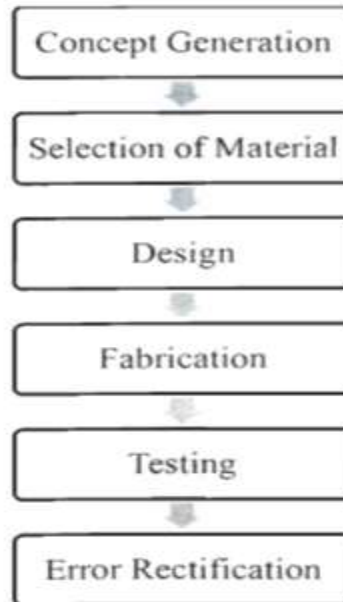 Concept Generation
Selection of Material
Design
Fabrication
Testing
Error Rectification